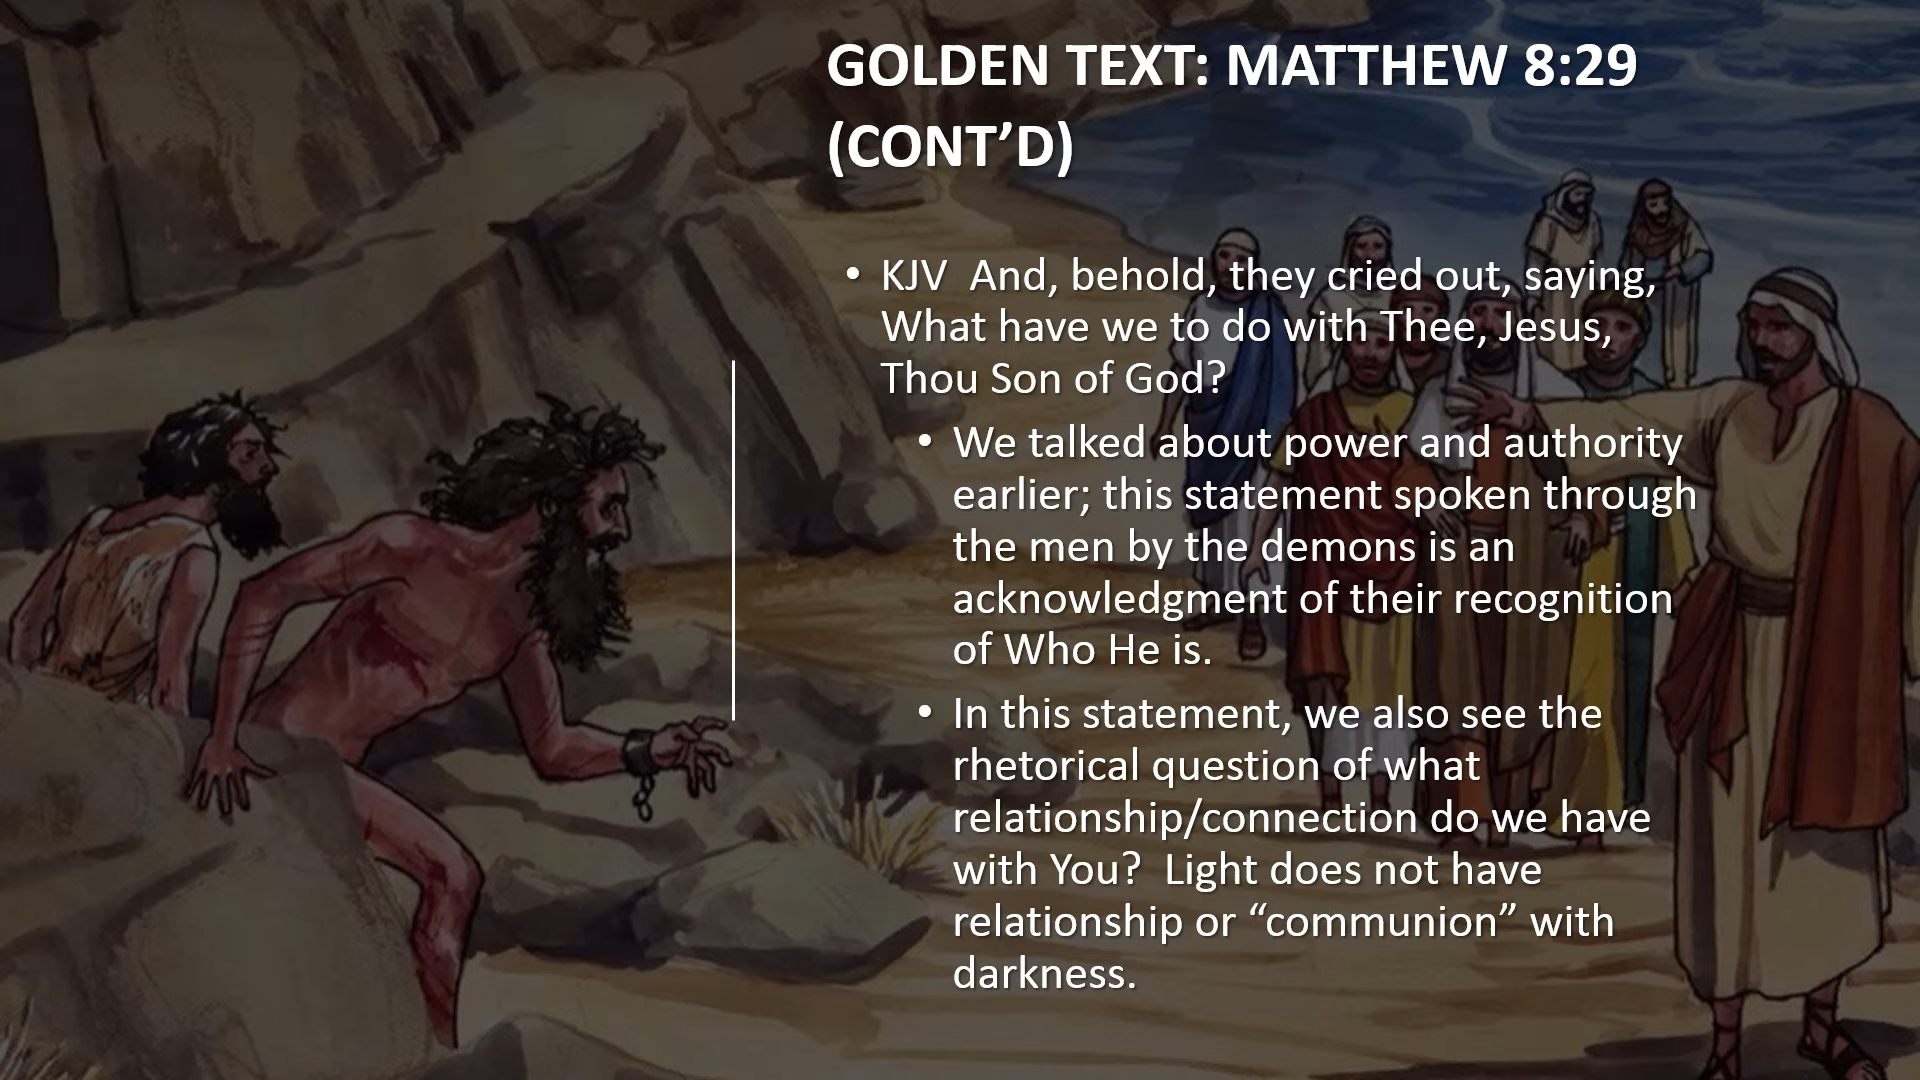 GOLDEN TEXT: MATTHEW 8:29
(CONT’D)
• KJV  And, behold, they cried out, saying,
What have we to do with Thee, Jesus,
Thou Son of God?
• We talked about power and authority
earlier; this statement spoken through
the men by the demons is an
acknowledgment of their recognition
of Who He is.
• In this statement, we also see the
rhetorical question of what
relationship/connection do we have
with You?  Light does not have
relationship or “communion” with
darkness.